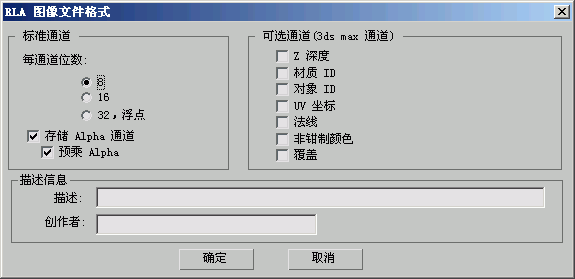 RLA 图像文件格式
标准通道
每通道位数:
8
16
32，浮点
存储 Alpha 通道
预乘 Alpha
可选通道(3ds max 通道)
Z 深度
材质 ID
对象 ID
UV 坐标
法线
非钳制颜色
覆盖
描述信息
描述:
创作者:
确定
取消